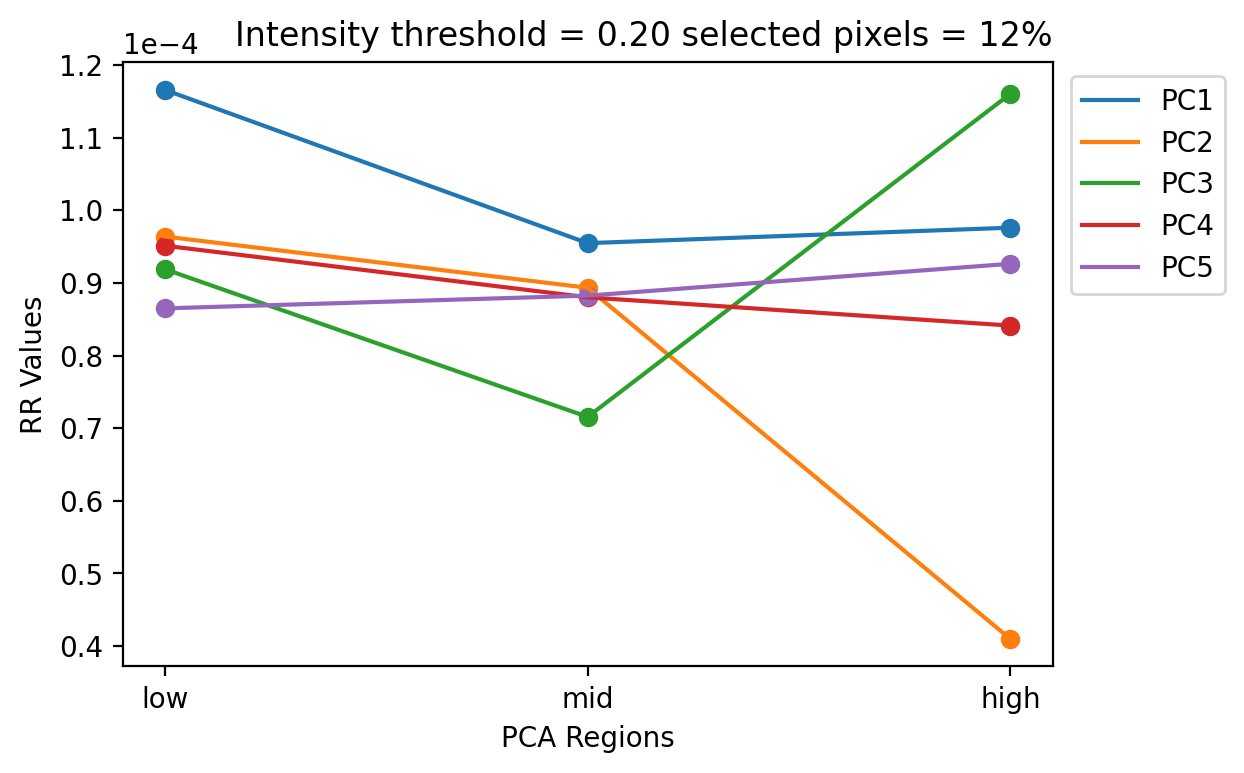 Intensity threshold = 0.20 selected pixels = 12%
1e−4
1.2
1.1
1.0
0.9
0.8
0.7
0.6
0.5
0.4
RR Values
low
mid
high
PCA Regions
PC1
PC2
PC3
PC4
PC5